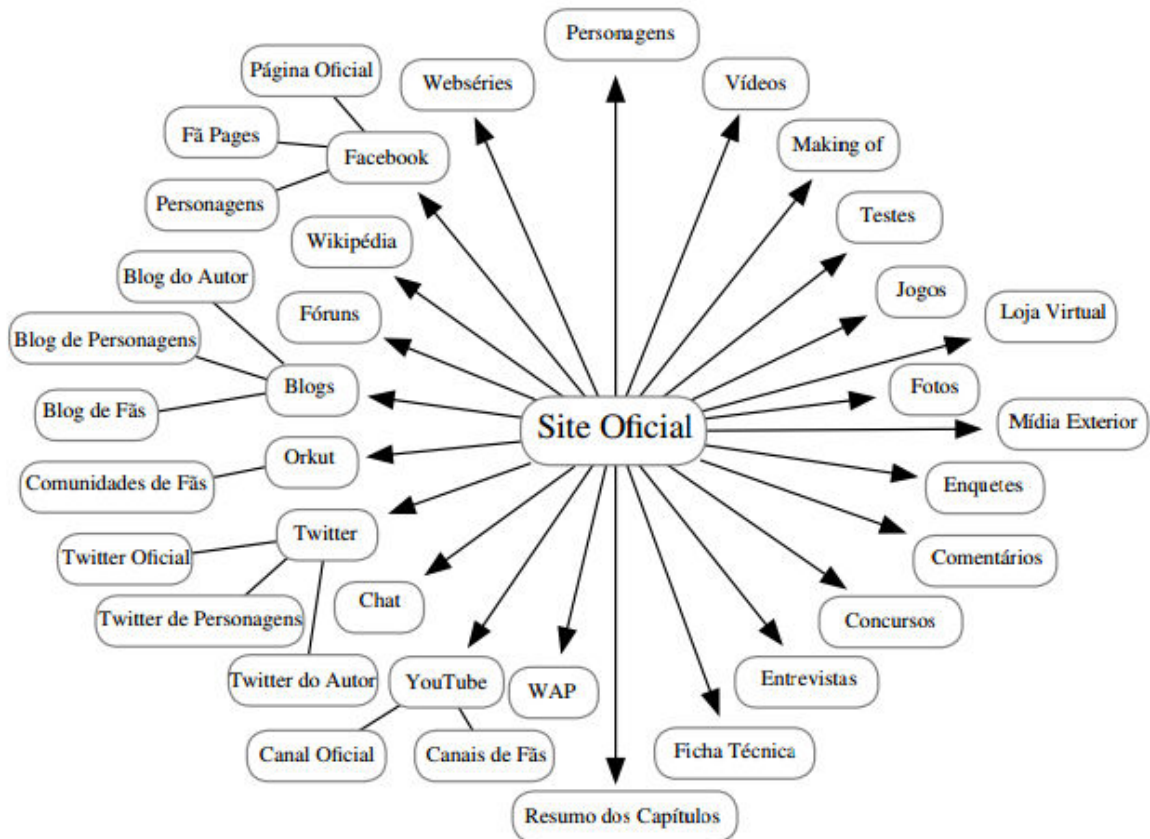 Personagens
Webséries
Vídeos
Página Oficial
Fã Pages
Facebook
Making of
Personagens
Testes
Wikipédia
Blog do Autor
Jogos
Fóruns
Loja Virtual
Blog de Personagens
Blogs
Fotos
Blog de Fãs
Site Oficial
Mídia Exterior
Orkut
Comunidades de Fãs
Enquetes
Twitter
Twitter Oficial
Comentários
Chat
Twitter de Personagens
Concursos
Twitter do Autor
YouTube
WAP
Entrevistas
Canal Oficial
Canais de Fãs
Ficha Técnica
Resumo dos Capítulos